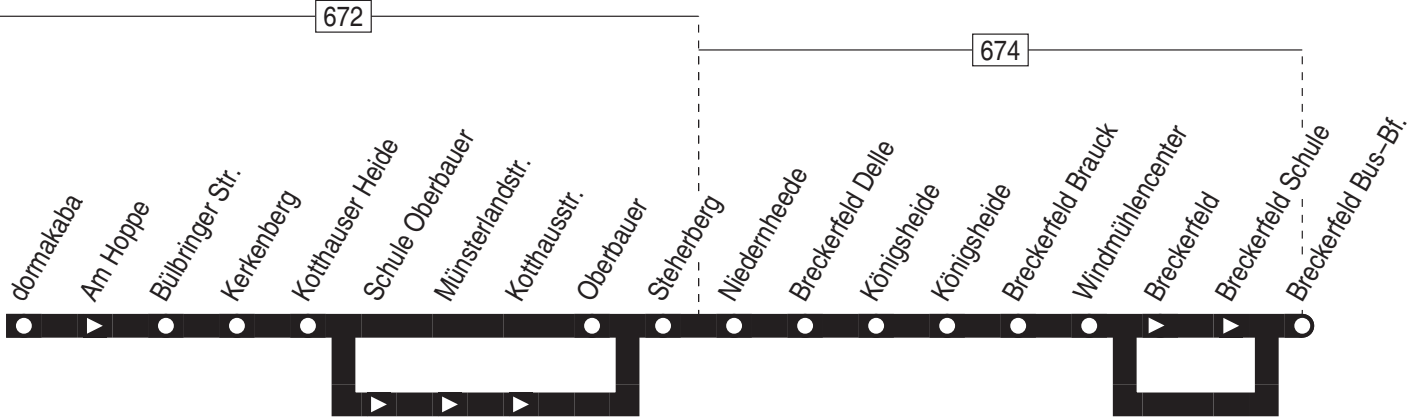 672
674
dormakaba
Am Hoppe
Bülbringer Str.
Kerkenberg
Kotthauser Heide
Schule Oberbauer
Münsterlandstr.
Kotthausstr.
Oberbauer
Steherberg
Niedernheede
Breckerfeld Delle
Königsheide
Königsheide
Breckerfeld Brauck
Windmühlencenter
Breckerfeld
Breckerfeld Schule
Breckerfeld Bus–Bf.